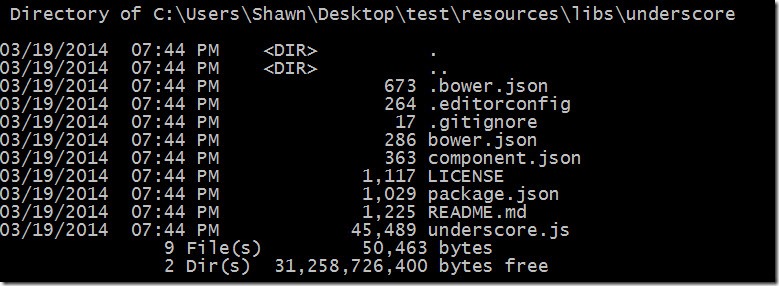 Directory of C:\Users\Shawn\Desktop\test\resources\libs\underscore
03/19/2014  07:44 PM    <DIR>          .
03/19/2014  07:44 PM    <DIR>          ..
03/19/2014  07:44 PM               673 .bower.json
03/19/2014  07:44 PM               264 .editorconfig
03/19/2014  07:44 PM                17 .gitignore
03/19/2014  07:44 PM               286 bower.json
03/19/2014  07:44 PM               363 component.json
03/19/2014  07:44 PM             1,117 LICENSE
03/19/2014  07:44 PM             1,029 package.json
03/19/2014  07:44 PM             1,225 README.md
03/19/2014  07:44 PM            45,489 underscore.js
9 File(s)         50,463 bytes
2 Dir(s)  31,258,726,400 bytes free